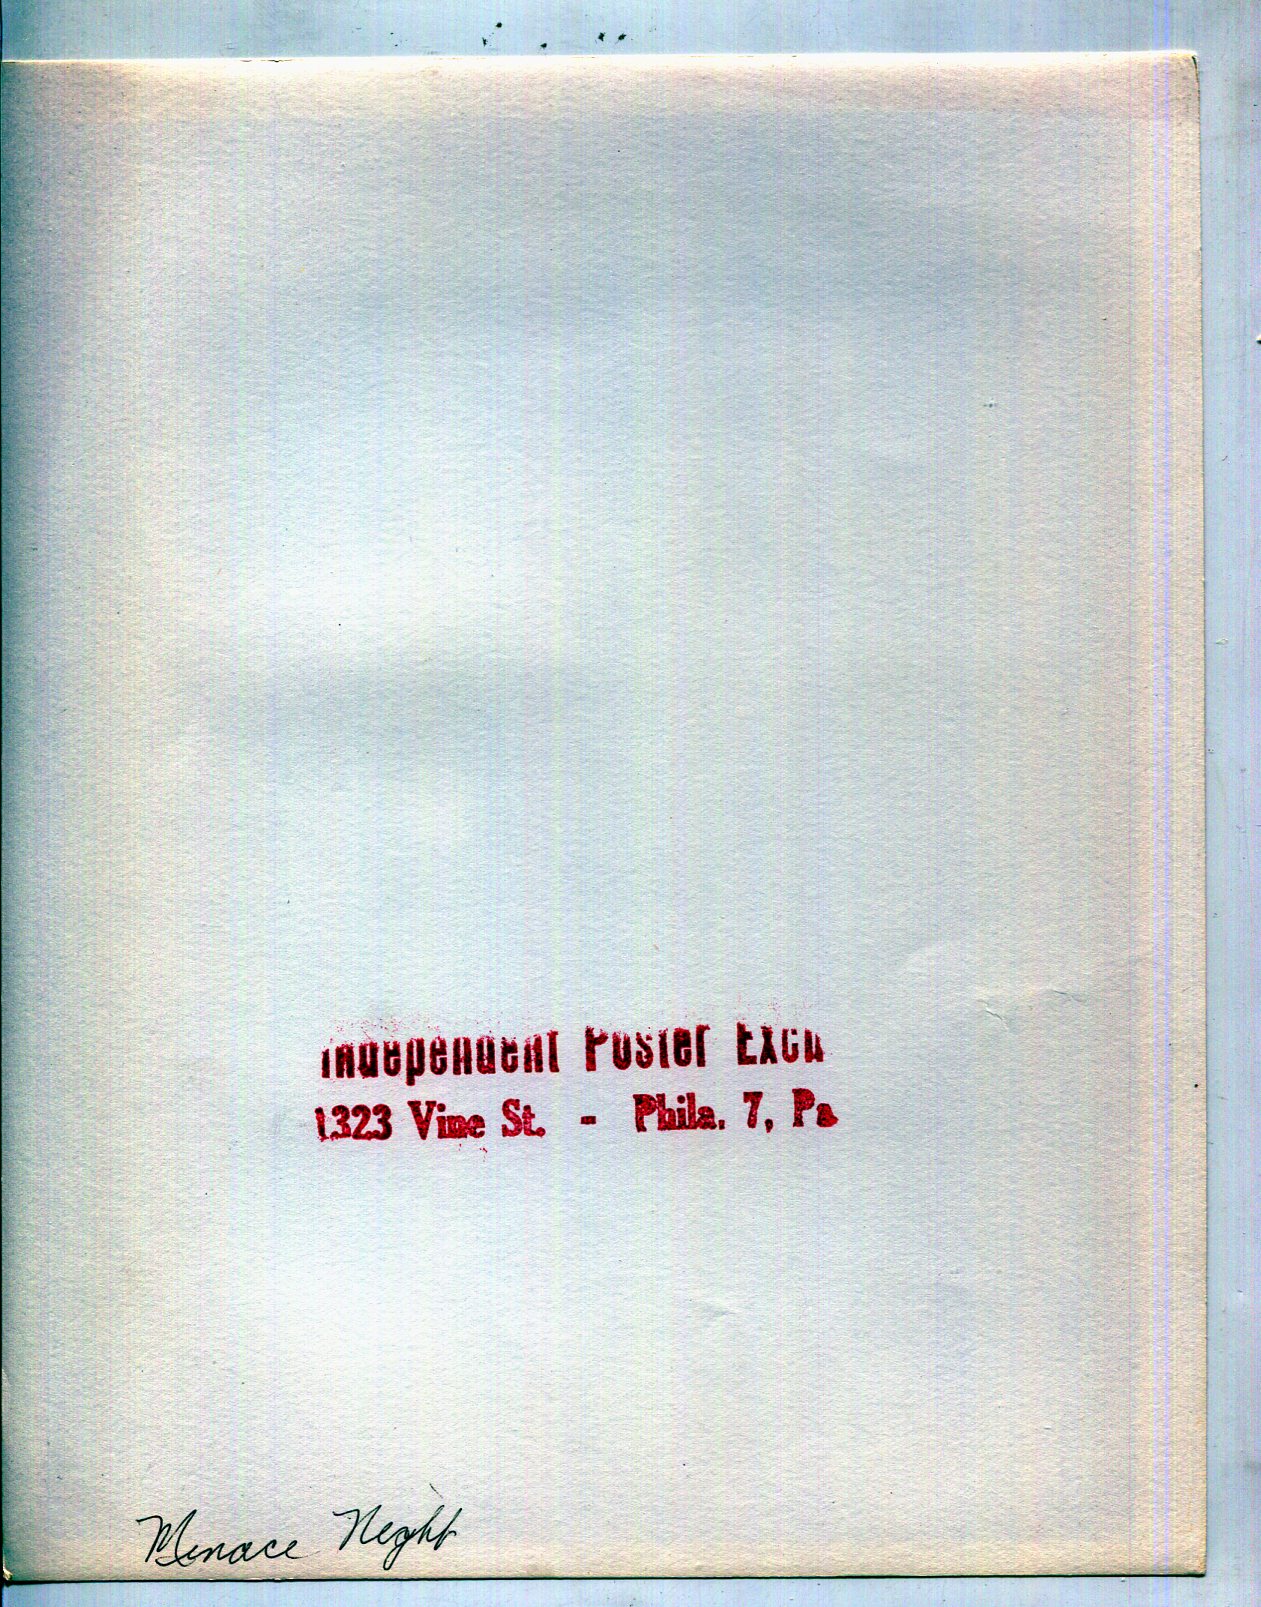 Independent Poster Exch
1323 Vine St. - Phila. 7, Pa
Menace Night